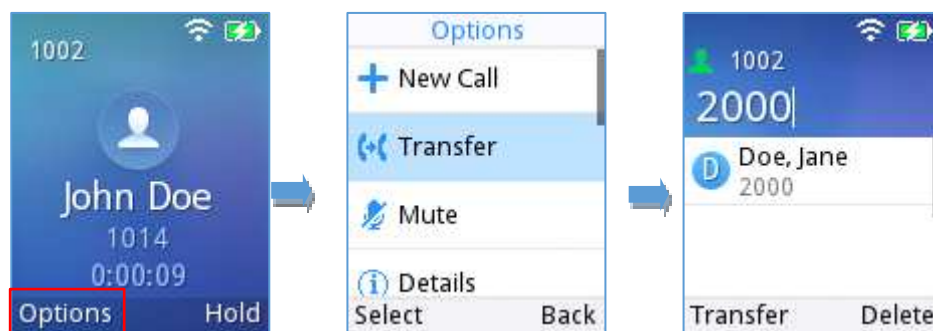 1002
John Doe
1014
0:00:09
Options Hold
Options
New Call
Transfer
Mute
Details
Select Back
1002
2000
D
Doe, Jane
2000
Transfer Delete